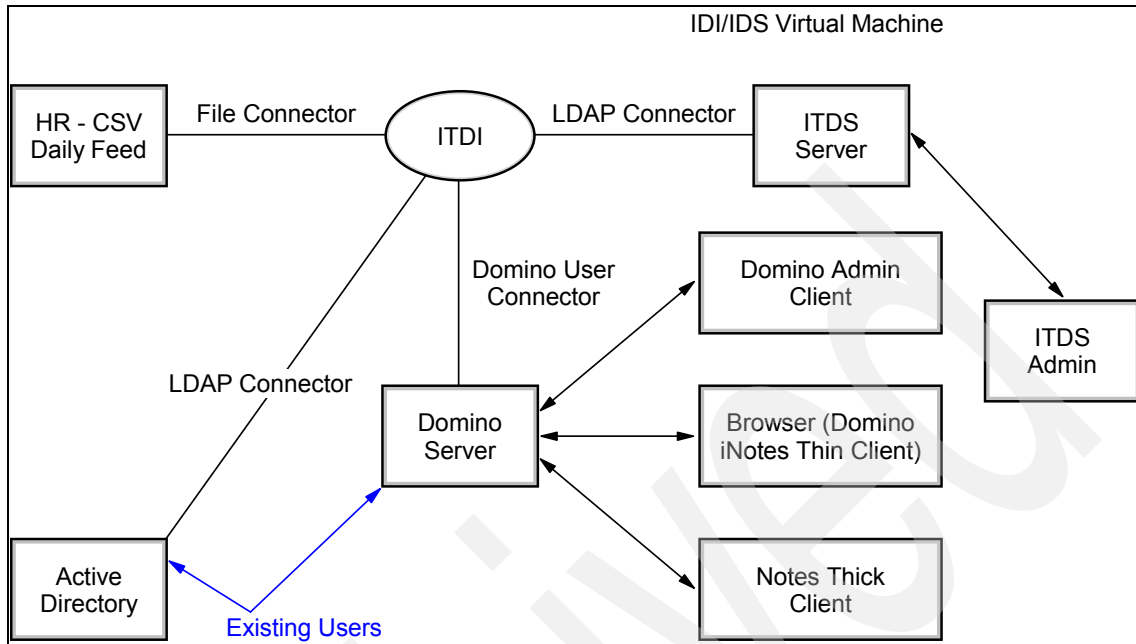 IDI/IDS Virtual Machine
HR - CSV
Daily Feed
File Connector
ITDI
LDAP Connector
ITDS
Server
Domino User
Connector
Domino Admin
Client
ITDS
Admin
LDAP Connector
Domino
Server
Browser (Domino
iNotes Thin Client)
Active
Directory
Existing Users
Notes Thick
Client